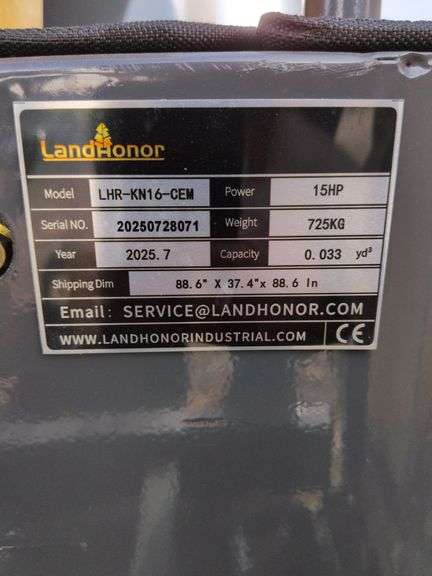 LandHonor
Model LHR-KN16-CEM Power 15HP
Serial NO. 20250728071 Weight 725KG
Year 2025.7 Capacity 0.033 yd³
Shipping Dim 88.6" X 37.4"x 88.6 In
Email: SERVICE@LANDHONOR.COM
WWW.LANDHONORINDUSTRIAL.COM CE